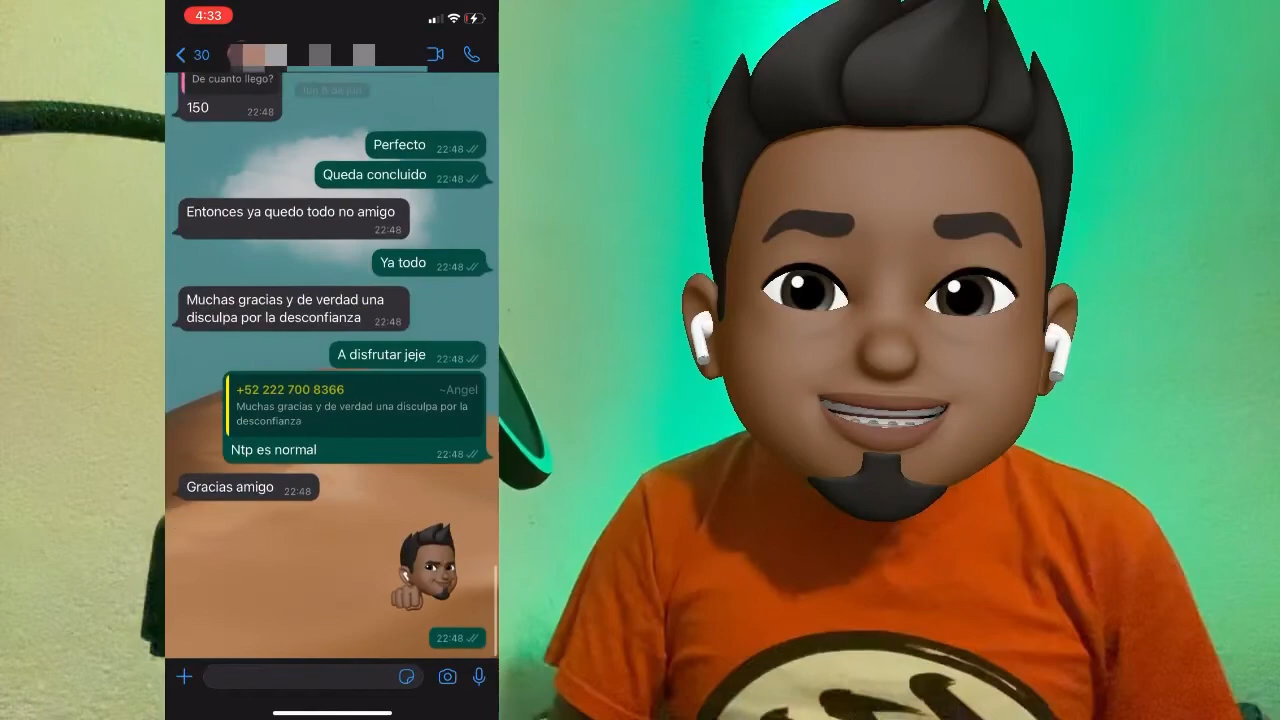 4:33
30
De cuanto llego?
150 22:48
Perfecto 22:48
Queda concluido 22:48
Entonces ya quedo todo no amigo
22:48
Ya todo 22:48
Muchas gracias y de verdad una
disculpa por la desconfianza 22:48
A disfrutar jeje 22:48
+52 222 700 8366 ~Angel
Muchas gracias y de verdad una disculpa por la
desconfianza
Ntp es normal 22:48
Gracias amigo 22:48
22:48